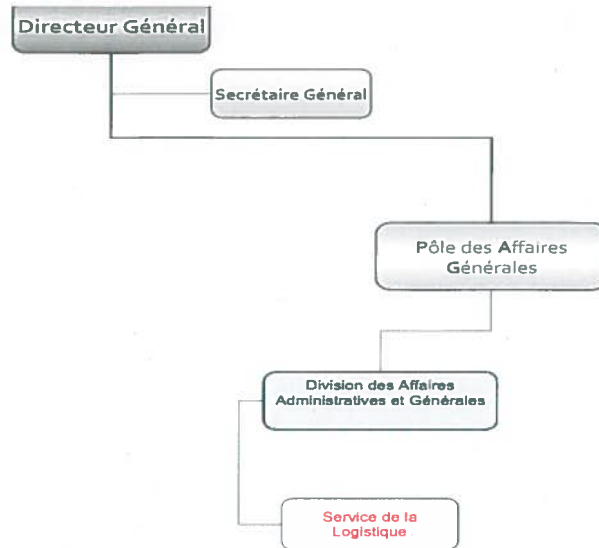 Directeur Général
Secrétaire Général
Pôle des Affaires
Générales
Division des Affaires
Administratives et Générales
Service de la
Logistique